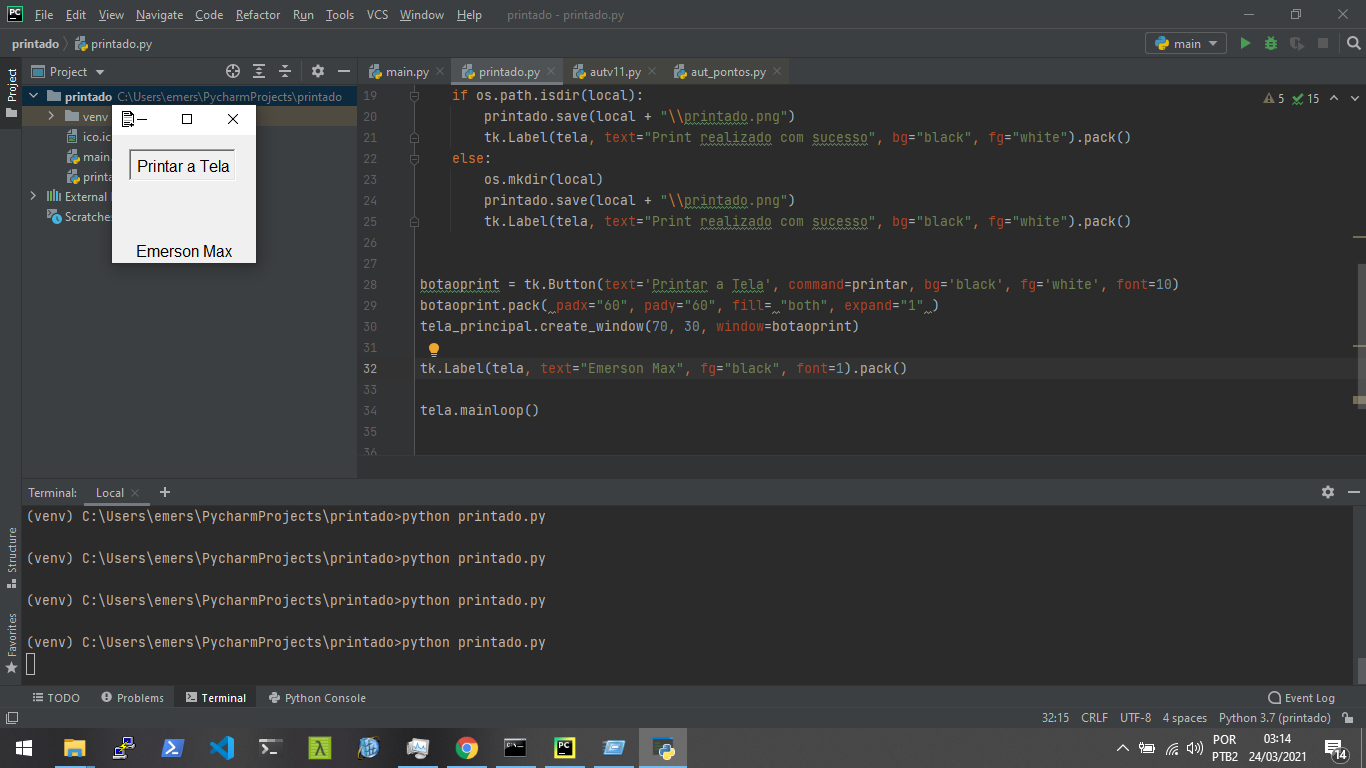 PC File Edit View Navigate Code Refactor Run Tools VCS Window Help printado - printado.py
printado printado.py main
Project main.py printado.py autv11.py aut_pontos.py
Project
printado C:\Users\emers\PycharmProjects\printado
venv
ico.ic
main.
printa
External
Scratches
Printar a Tela
Emerson Max
5 15
19 if os.path.isdir(local):
20 printado.save(local + "\\printado.png")
21 tk.Label(tela, text="Print realizado com sucesso", bg="black", fg="white").pack()
22 else:
23 os.mkdir(local)
24 printado.save(local + "\\printado.png")
25 tk.Label(tela, text="Print realizado com sucesso", bg="black", fg="white").pack()
26
27
28 botaoprint = tk.Button(text='Printar a Tela', command=printar, bg='black', fg='white', font=10)
29 botaoprint.pack( padx="60", pady="60", fill= "both", expand="1" )
30 tela_principal.create_window(70, 30, window=botaoprint)
31
32 tk.Label(tela, text="Emerson Max", fg="black", font=1).pack()
33
34 tela.mainloop()
35
36
Terminal: Local
(venv) C:\Users\emers\PycharmProjects\printado>python printado.py
(venv) C:\Users\emers\PycharmProjects\printado>python printado.py
(venv) C:\Users\emers\PycharmProjects\printado>python printado.py
(venv) C:\Users\emers\PycharmProjects\printado>python printado.py
Structure
Favorites
TODO Problems Terminal Python Console Event Log
32:15 CRLF UTF-8 4 spaces Python 3.7 (printado)
PC
POR 03:14
PTB2 24/03/2021 14